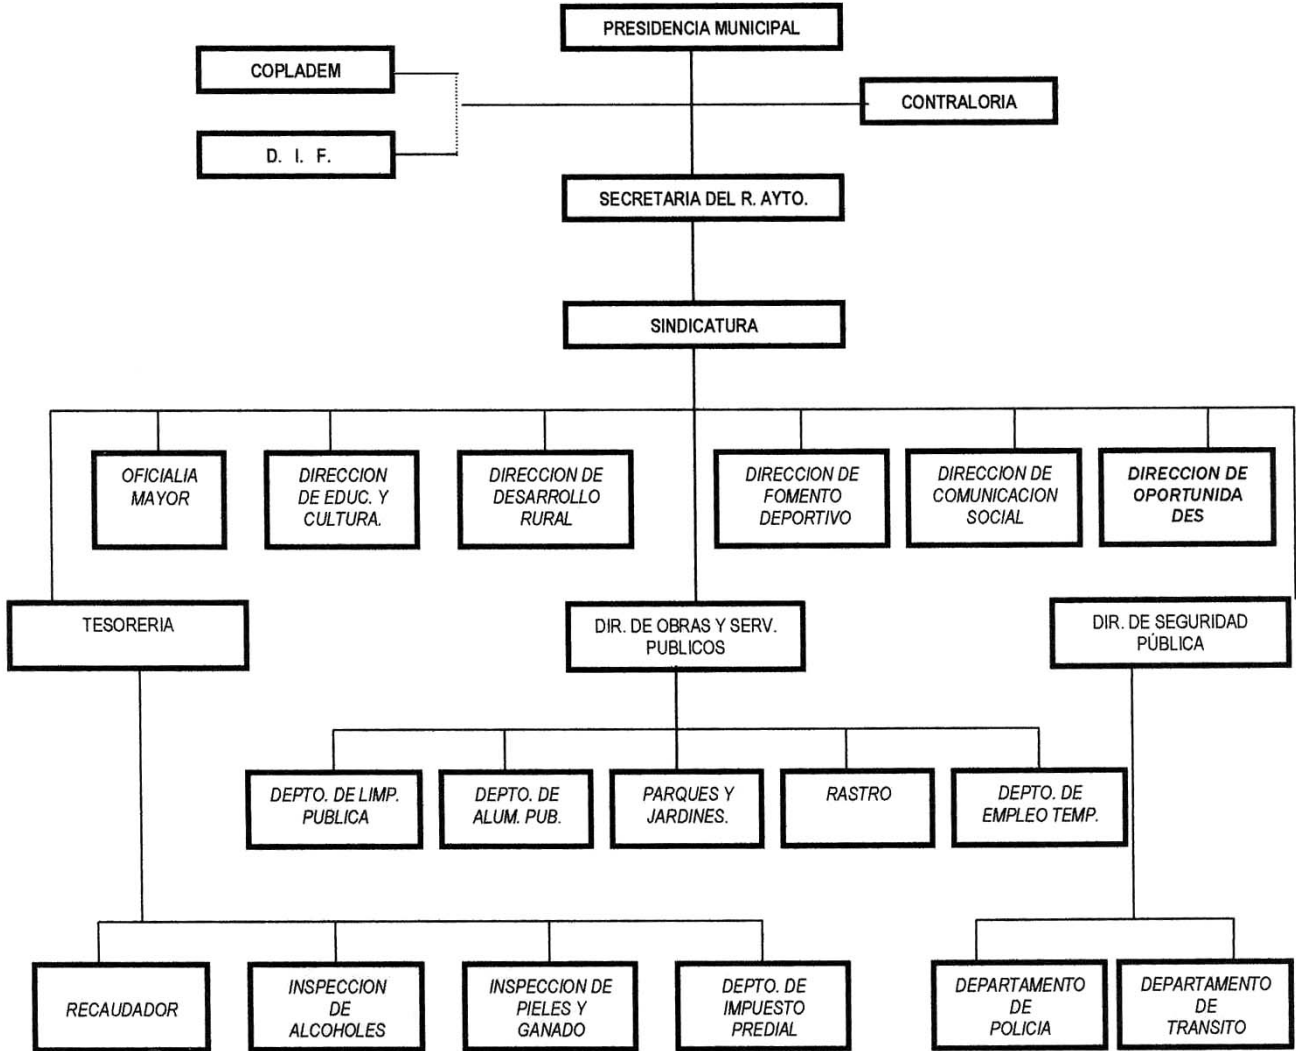 PRESIDENCIA MUNICIPAL
COPLADEM
CONTRALORIA
D. I. F.
SECRETARIA DEL R. AYTO.
SINDICATURA
OFICIALIA
MAYOR
DIRECCION
DE EDUC. Y
CULTURA.
DIRECCION DE
DESARROLLO
RURAL
DIRECCION DE
FOMENTO
DEPORTIVO
DIRECCION DE
COMUNICACION
SOCIAL
DIRECCION DE
OPORTUNIDA
DES
TESORERIA
DIR. DE OBRAS Y SERV.
PUBLICOS
DIR. DE SEGURIDAD
PÚBLICA
DEPTO. DE LIMP.
PUBLICA
DEPTO. DE
ALUM. PUB.
PARQUES Y
JARDINES.
RASTRO
DEPTO. DE
EMPLEO TEMP.
RECAUDADOR
INSPECCION
DE
ALCOHOLES
INSPECCION DE
PIELES Y
GANADO
DEPTO. DE
IMPUESTO
PREDIAL
DEPARTAMENTO
DE
POLICIA
DEPARTAMENTO
DE
TRANSITO